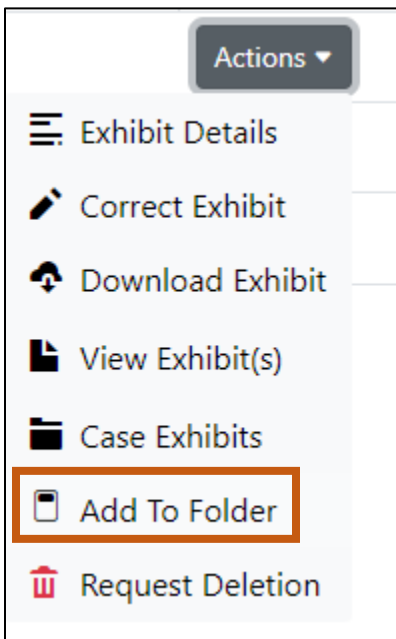 Actions
Exhibit Details
Correct Exhibit
Download Exhibit
View Exhibit(s)
Case Exhibits
Add To Folder
Request Deletion